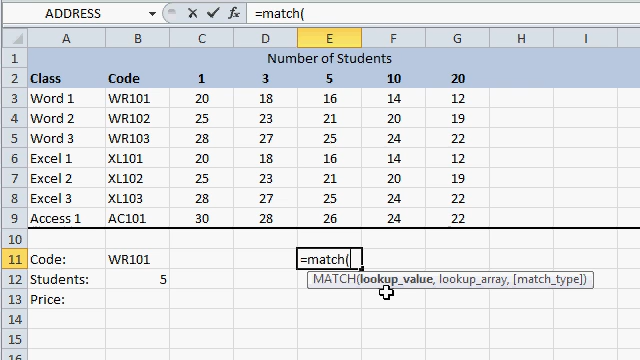 ADDRESS =match(
A B C D E F G H I
1 Number of Students
2 Class Code 1 3 5 10 20
3 Word 1 WR101 20 18 16 14 12
4 Word 2 WR102 25 23 21 20 19
5 Word 3 WR103 28 27 25 24 22
6 Excel 1 XL101 20 18 16 14 12
7 Excel 2 XL102 25 23 21 20 19
8 Excel 3 XL103 28 27 25 24 22
9 Access 1 AC101 30 28 26 24 22
10
11 Code: WR101 =match(
12 Students: 5 MATCH(lookup_value, lookup_array, [match_type])
13 Price:
14
15
16